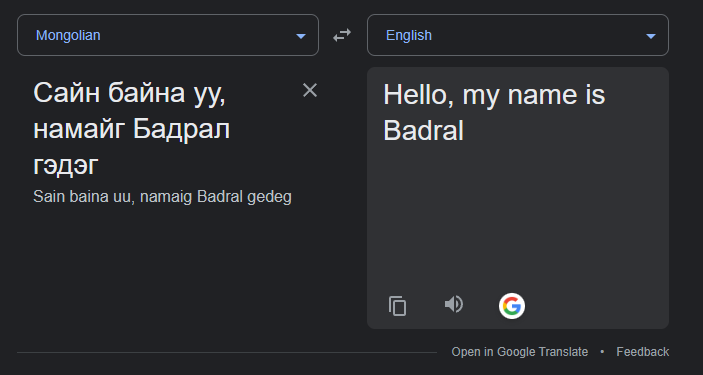 Mongolian
English
Сайн байна уу,
намайг Бадрал
гэдэг
Sain baina uu, namaig Badral gedeg
Hello, my name is
Badral
Open in Google Translate • Feedback